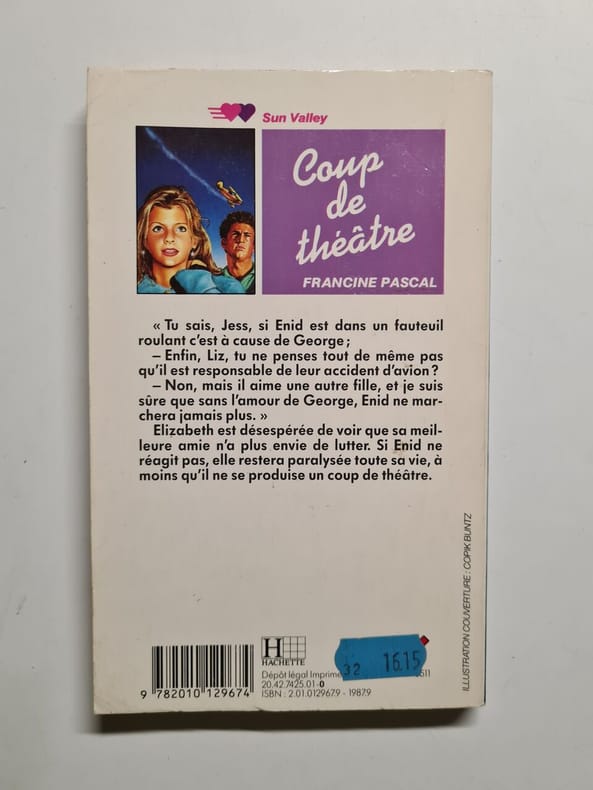 Sun Valley
Coup
de
théâtre
FRANCINE PASCAL
« Tu sais, Jess, si Enid est dans un fauteuil
roulant c'est à cause de George ;
– Enfin, Liz, tu ne penses tout de même pas
qu'il est responsable de leur accident d'avion ?
– Non, mais il aime une autre fille, et je suis
sûre que sans l'amour de George, Enid ne mar-
chera jamais plus. »
Elizabeth est désespérée de voir que sa meil-
leure amie n'a plus envie de lutter. Si Enid ne
réagit pas, elle restera paralysée toute sa vie, à
moins qu'il ne se produise un coup de théâtre.
ILLUSTRATION COUVERTURE : COPIK BUNTZ
H
HACHETTE
32 16.15
Dépôt légal
20.42.7425.01-0
ISBN : 2.01.012967.9 - 1987.9
9 782010 129674